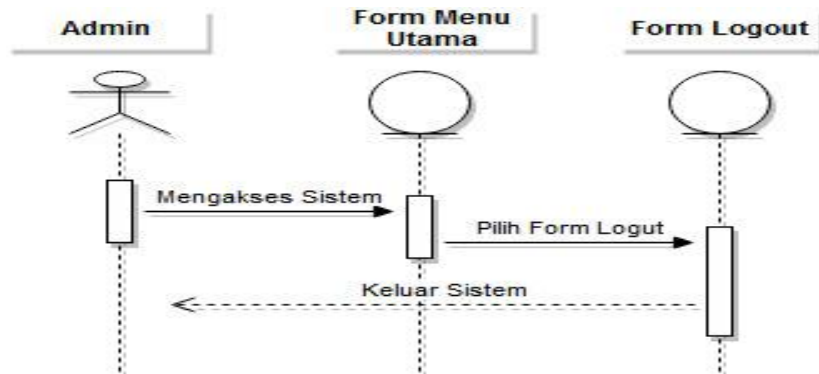 Admin
Form Menu
Utama
Form Logout
Mengakses Sistem
Pilih Form Logut
Keluar Sistem